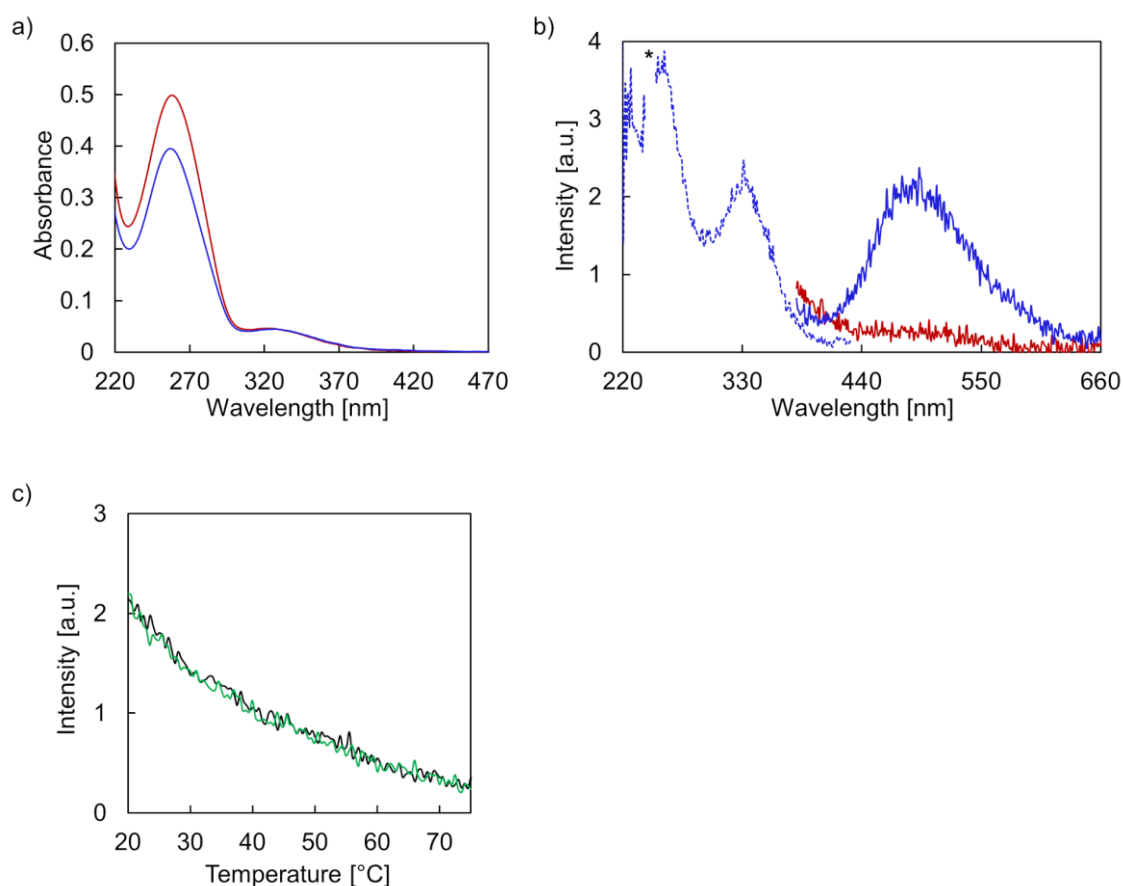 a)
0.6
0.5
0.4
0.3
0.2
0.1
0
Absorbance
220 270 320 370 420 470
Wavelength [nm]
b)
4
3
2
1
0
Intensity [a.u.]
*
220 330 440 550 660
Wavelength [nm]
c)
3
2
1
0
Intensity [a.u.]
20 30 40 50 60 70
Temperature [°C]